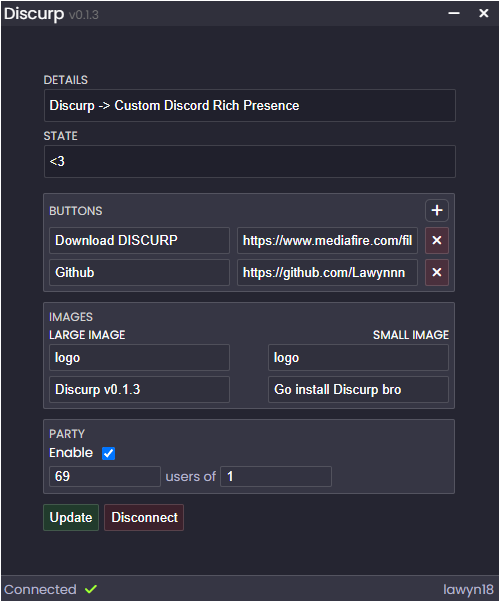 Discurp v0.1.3
DETAILS
Discurp -> Custom Discord Rich Presence
STATE
<3
BUTTONS
Download DISCURP https://www.mediafire.com/fil
Github https://github.com/Lawynnn
IMAGES
LARGE IMAGE SMALL IMAGE
logo logo
Discurp v0.1.3 Go install Discurp bro
PARTY
Enable
69 users of 1
Update Disconnect
Connected lawyn18